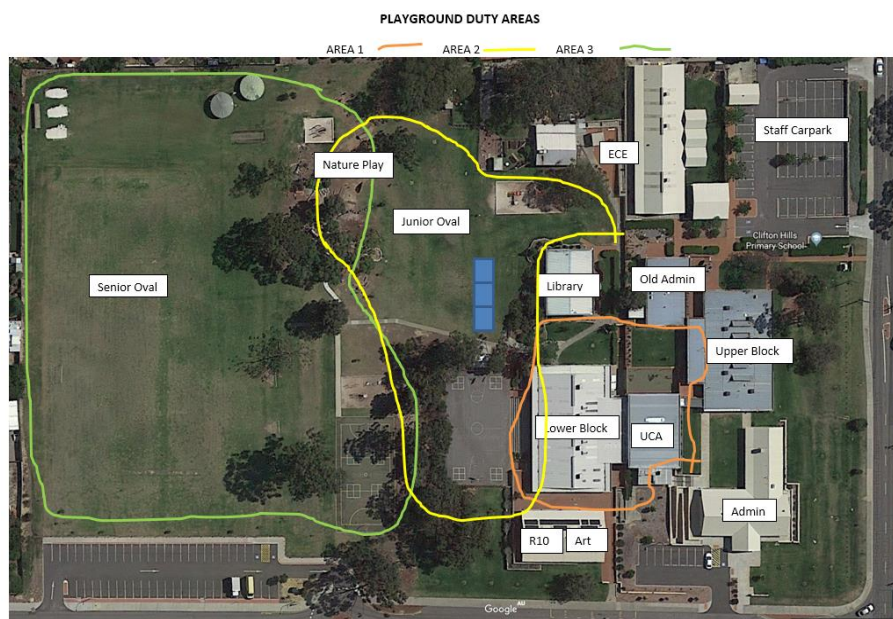 PLAYGROUND DUTY AREAS
AREA 1 AREA 2 AREA 3
Staff Carpark
ECE
Nature Play
Junior Oval
Clifton Hills
Primary School
Old Admin
Senior Oval
Library
Upper Block
Lower Block
UCA
Admin
R10 Art
Google
AU